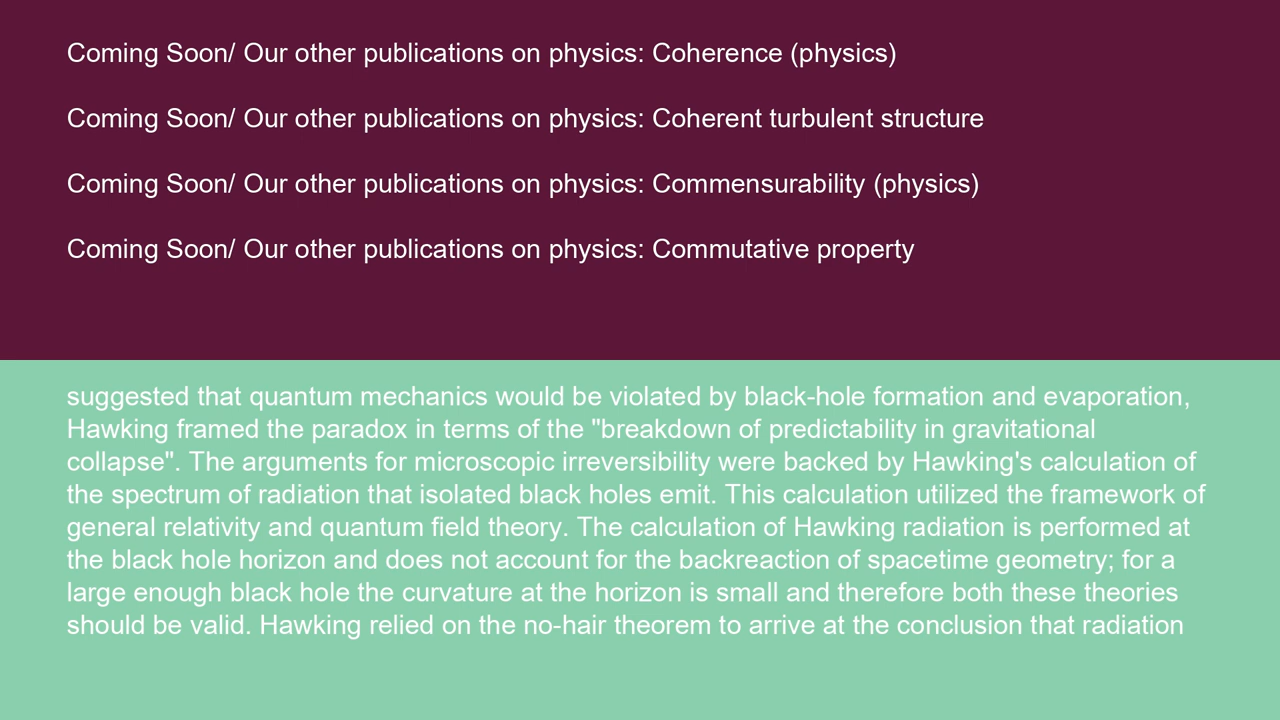 Coming Soon/ Our other publications on physics: Coherence (physics)
Coming Soon/ Our other publications on physics: Coherent turbulent structure
Coming Soon/ Our other publications on physics: Commensurability (physics)
Coming Soon/ Our other publications on physics: Commutative property
suggested that quantum mechanics would be violated by black-hole formation and evaporation,
Hawking framed the paradox in terms of the "breakdown of predictability in gravitational
collapse". The arguments for microscopic irreversibility were backed by Hawking's calculation of
the spectrum of radiation that isolated black holes emit. This calculation utilized the framework of
general relativity and quantum field theory. The calculation of Hawking radiation is performed at
the black hole horizon and does not account for the backreaction of spacetime geometry; for a
large enough black hole the curvature at the horizon is small and therefore both these theories
should be valid. Hawking relied on the no-hair theorem to arrive at the conclusion that radiation